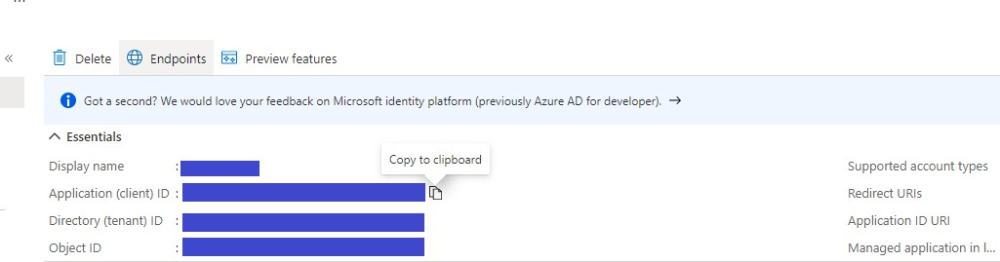 ...
«
Delete Endpoints Preview features
Got a second? We would love your feedback on Microsoft identity platform (previously Azure AD for developer). →
Essentials
Copy to clipboard
Display name : Supported account types
Application (client) ID : Redirect URIs
Directory (tenant) ID : Application ID URI
Object ID : Managed application in l...